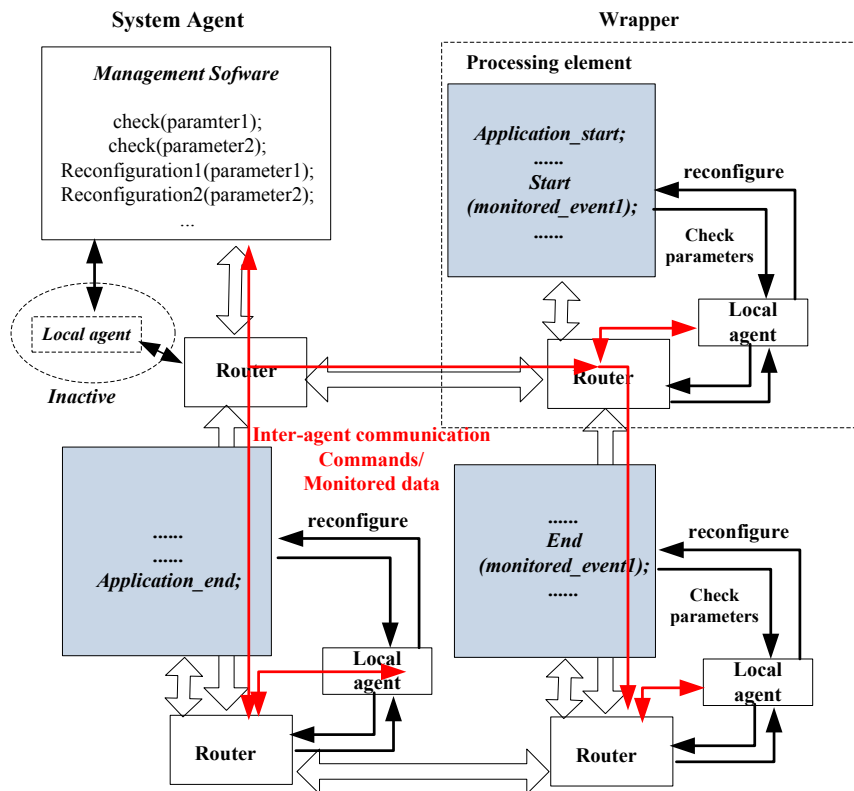 System Agent
Management Sofware
check(paramter1);
check(parameter2);
Reconfiguration1(parameter1);
Reconfiguration2(parameter2);
...
Local agent
Inactive
Router
Wrapper
Processing element
Application_start;
......
Start
(monitored_event1);
......
reconfigure
Check
parameters
Local
agent
Router
Inter-agent communication
Commands/
Monitored data
......
......
Application_end;
reconfigure
Local
agent
Router
......
End
(monitored_event1);
......
reconfigure
Check
parameters
Local
agent
Router